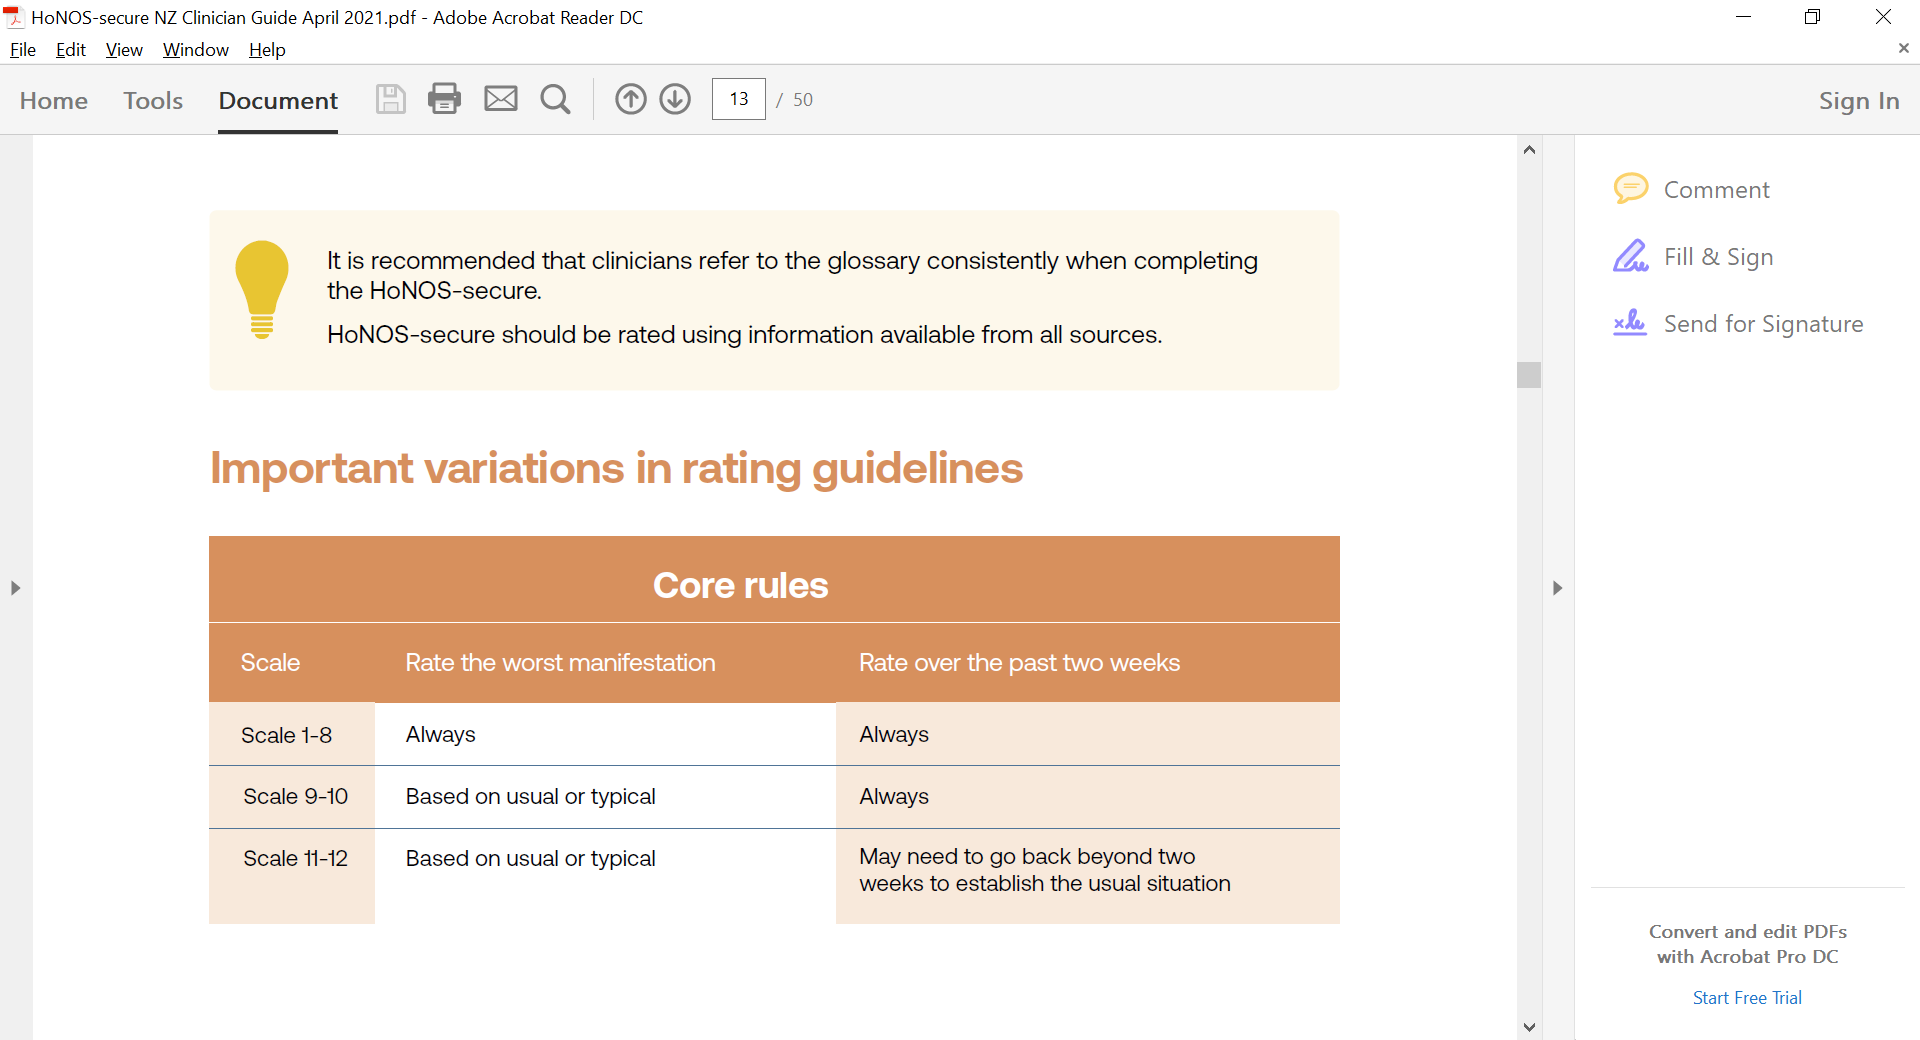 HoNOS-secure NZ Clinician Guide April 2021.pdf - Adobe Acrobat Reader DC
File Edit View Window Help
Home Tools Document 13 / 50 Sign In
It is recommended that clinicians refer to the glossary consistently when completing
the HoNOS-secure.
HoNOS-secure should be rated using information available from all sources.
Important variations in rating guidelines
Core rules
Scale Rate the worst manifestation Rate over the past two weeks
Scale 1-8 Always Always
Scale 9-10 Based on usual or typical Always
Scale 11-12 Based on usual or typical May need to go back beyond two
weeks to establish the usual situation
Comment
Fill & Sign
Send for Signature
Convert and edit PDFs
with Acrobat Pro DC
Start Free Trial